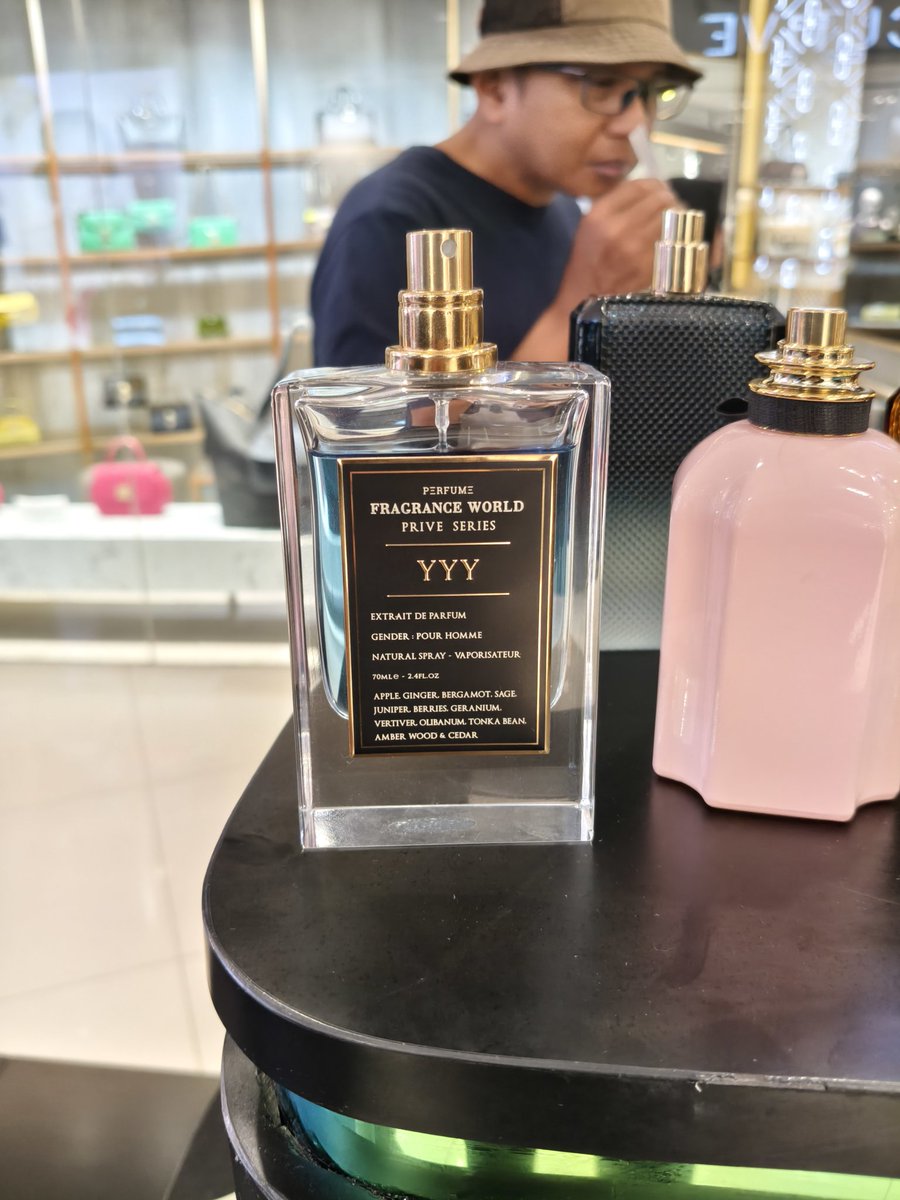 PERFUME
FRAGRANCE WORLD
PRIVE SERIES
YYY
EXTRAIT DE PARFUM
GENDER : POUR HOMME
NATURAL SPRAY - VAPORISATEUR
70ML e - 2.4FL.OZ
APPLE, GINGER, BERGAMOT, SAGE,
JUNIPER, BERRIES, GERANIUM,
VERTIVER, OLIBANUM, TONKA BEAN,
AMBER WOOD & CEDAR